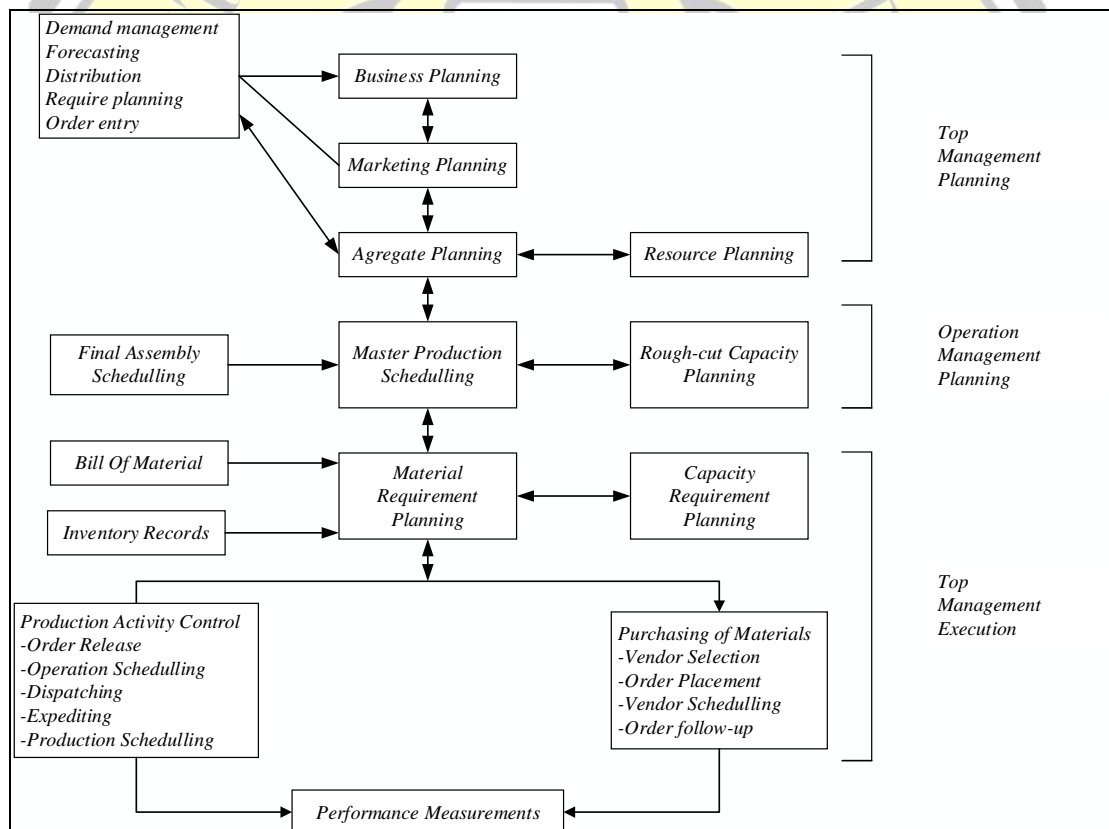 Demand management
Forecasting
Distribution
Require planning
Order entry
Business Planning
Marketing Planning
Agregate Planning
Resource Planning
Top
Management
Planning
Final Assembly
Schedulling
Master Production
Schedulling
Rough-cut Capacity
Planning
Operation
Management
Planning
Bill Of Material
Inventory Records
Material
Requirement
Planning
Capacity
Requirement
Planning
Top
Management
Execution
Production Activity Control
-Order Release
-Operation Schedulling
-Dispatching
-Expediting
-Production Schedulling
Purchasing of Materials
-Vendor Selection
-Order Placement
-Vendor Schedulling
-Order follow-up
Performance Measurements